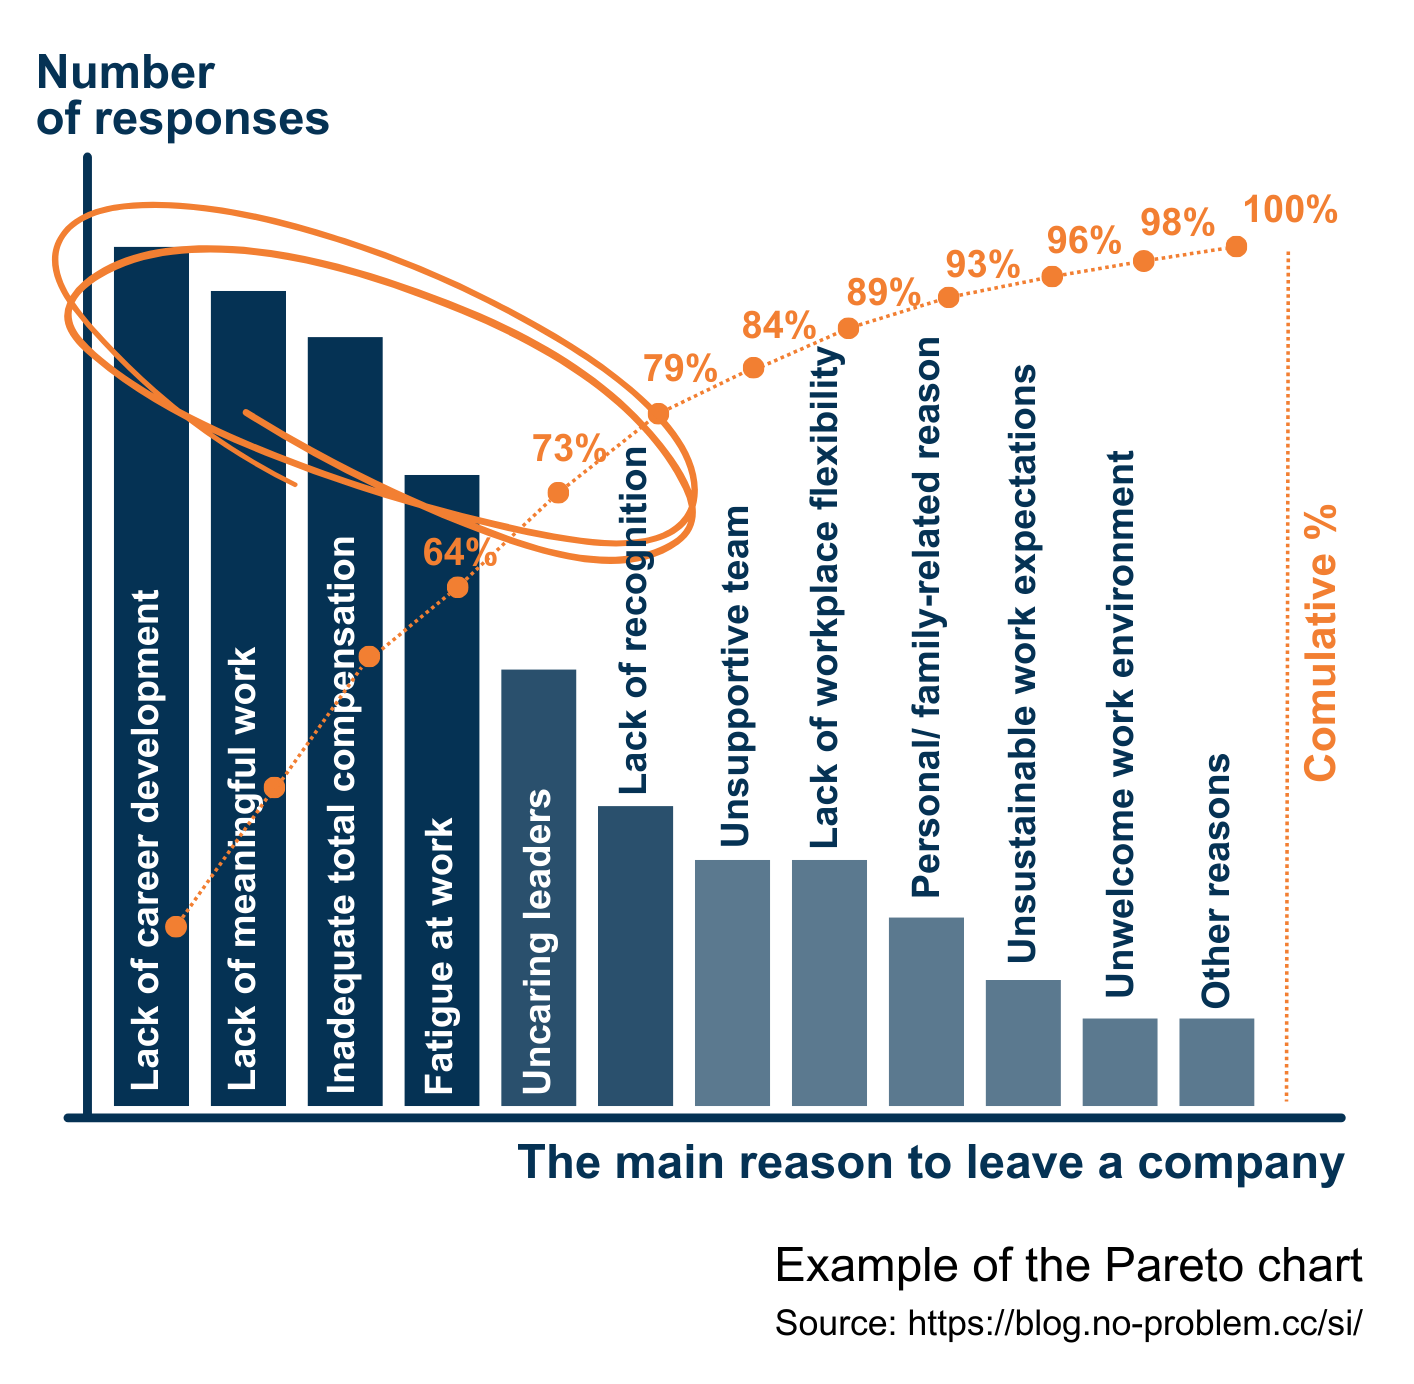 Number
of responses
64%
73%
79%
84%
89%
93%
96%
98%
100%
Lack of career development
Lack of meaningful work
Inadequate total compensation
Fatigue at work
Uncaring leaders
Lack of recognition
Unsupportive team
Lack of workplace flexibility
Personal/ family-related reason
Unsustainable work expectations
Unwelcome work environment
Other reasons
Comulative %
The main reason to leave a company
Example of the Pareto chart
Source: https://blog.no-problem.cc/si/